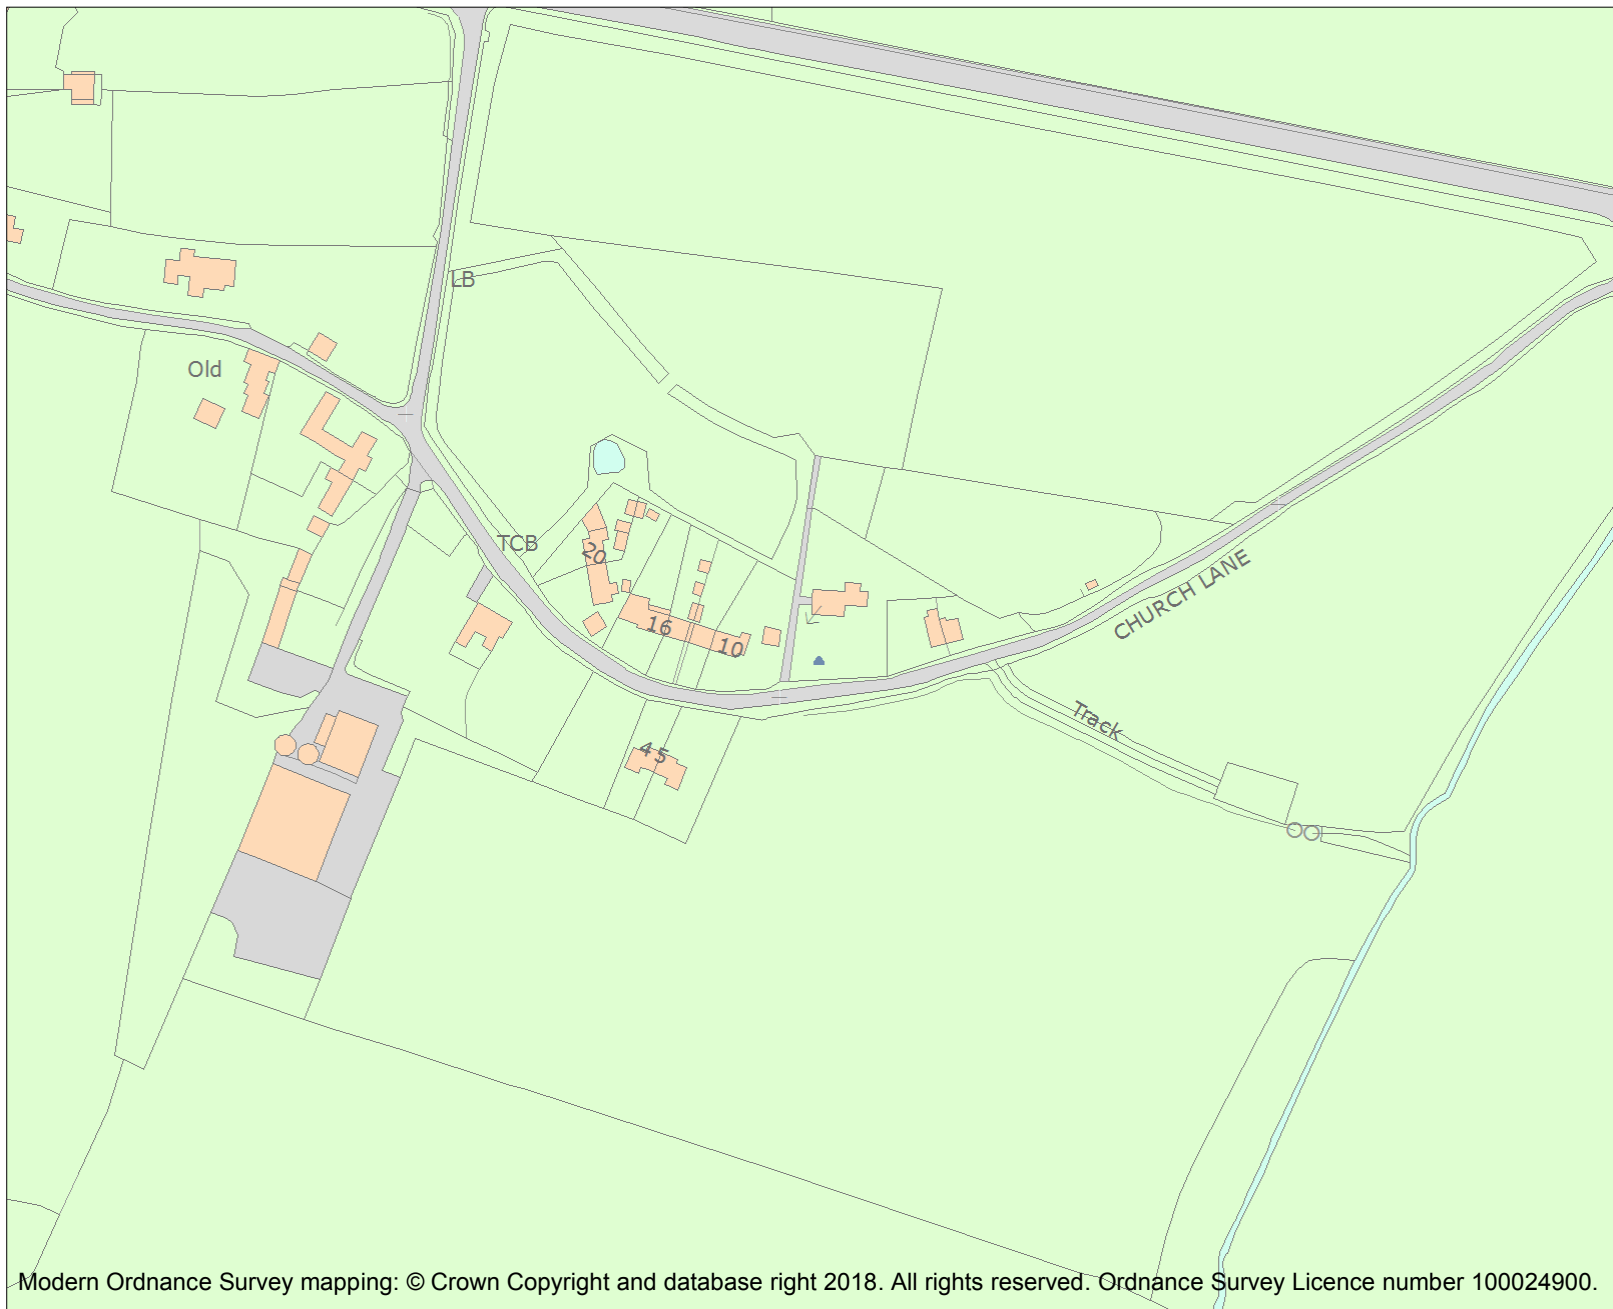 LB
Old
TCB
20
16
10
CHURCH LANE
Track
4 5
Modern Ordnance Survey mapping: © Crown Copyright and database right 2018. All rights reserved. Ordnance Survey Licence number 100024900.